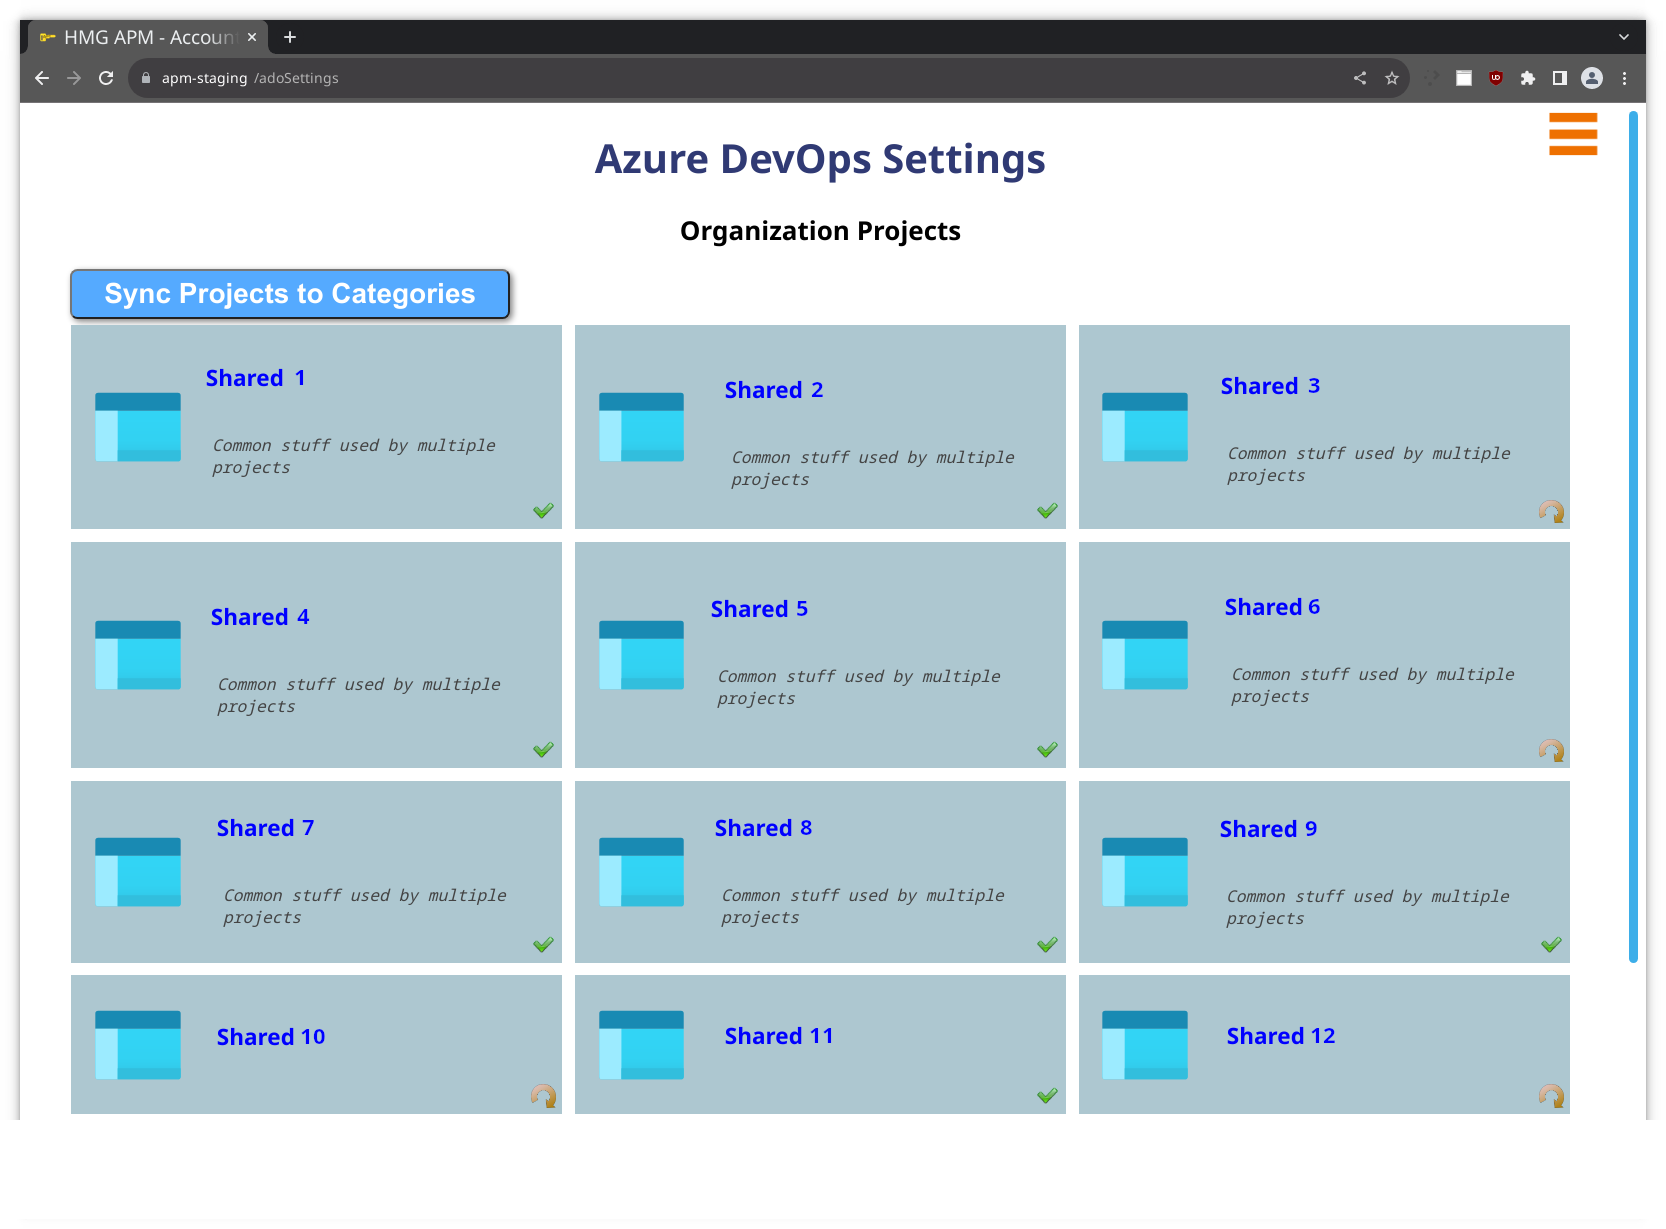 HMG APM - Accoun
apm-staging /adoSettings
Azure DevOps Settings
Organization Projects
Sync Projects to Categories
Shared 1
Common stuff used by multiple
projects
Shared 2
Common stuff used by multiple
projects
Shared 3
Common stuff used by multiple
projects
Shared 4
Common stuff used by multiple
projects
Shared 5
Common stuff used by multiple
projects
Shared 6
Common stuff used by multiple
projects
Shared 7
Common stuff used by multiple
projects
Shared 8
Common stuff used by multiple
projects
Shared 9
Common stuff used by multiple
projects
Shared 10
Shared 11
Shared 12